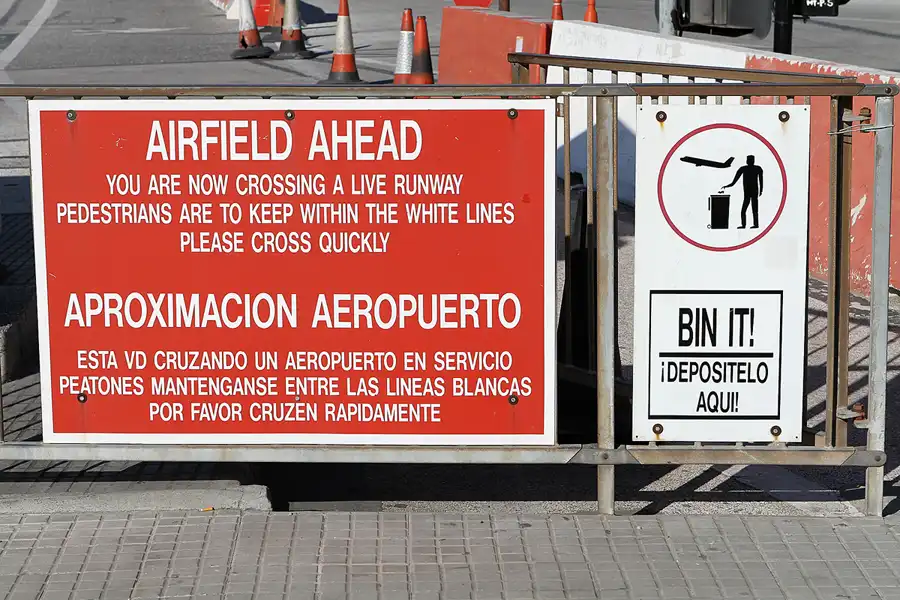 AIRFIELD AHEAD
YOU ARE NOW CROSSING A LIVE RUNWAY
PEDESTRIANS ARE TO KEEP WITHIN THE WHITE LINES
PLEASE CROSS QUICKLY
APROXIMACION AEROPUERTO
ESTA VD CRUZANDO UN AEROPUERTO EN SERVICIO
PEATONES MANTENGANSE ENTRE LAS LINEAS BLANCAS
POR FAVOR CRUZEN RAPIDAMENTE
BIN IT!
¡DEPOSITELO
AQUI!